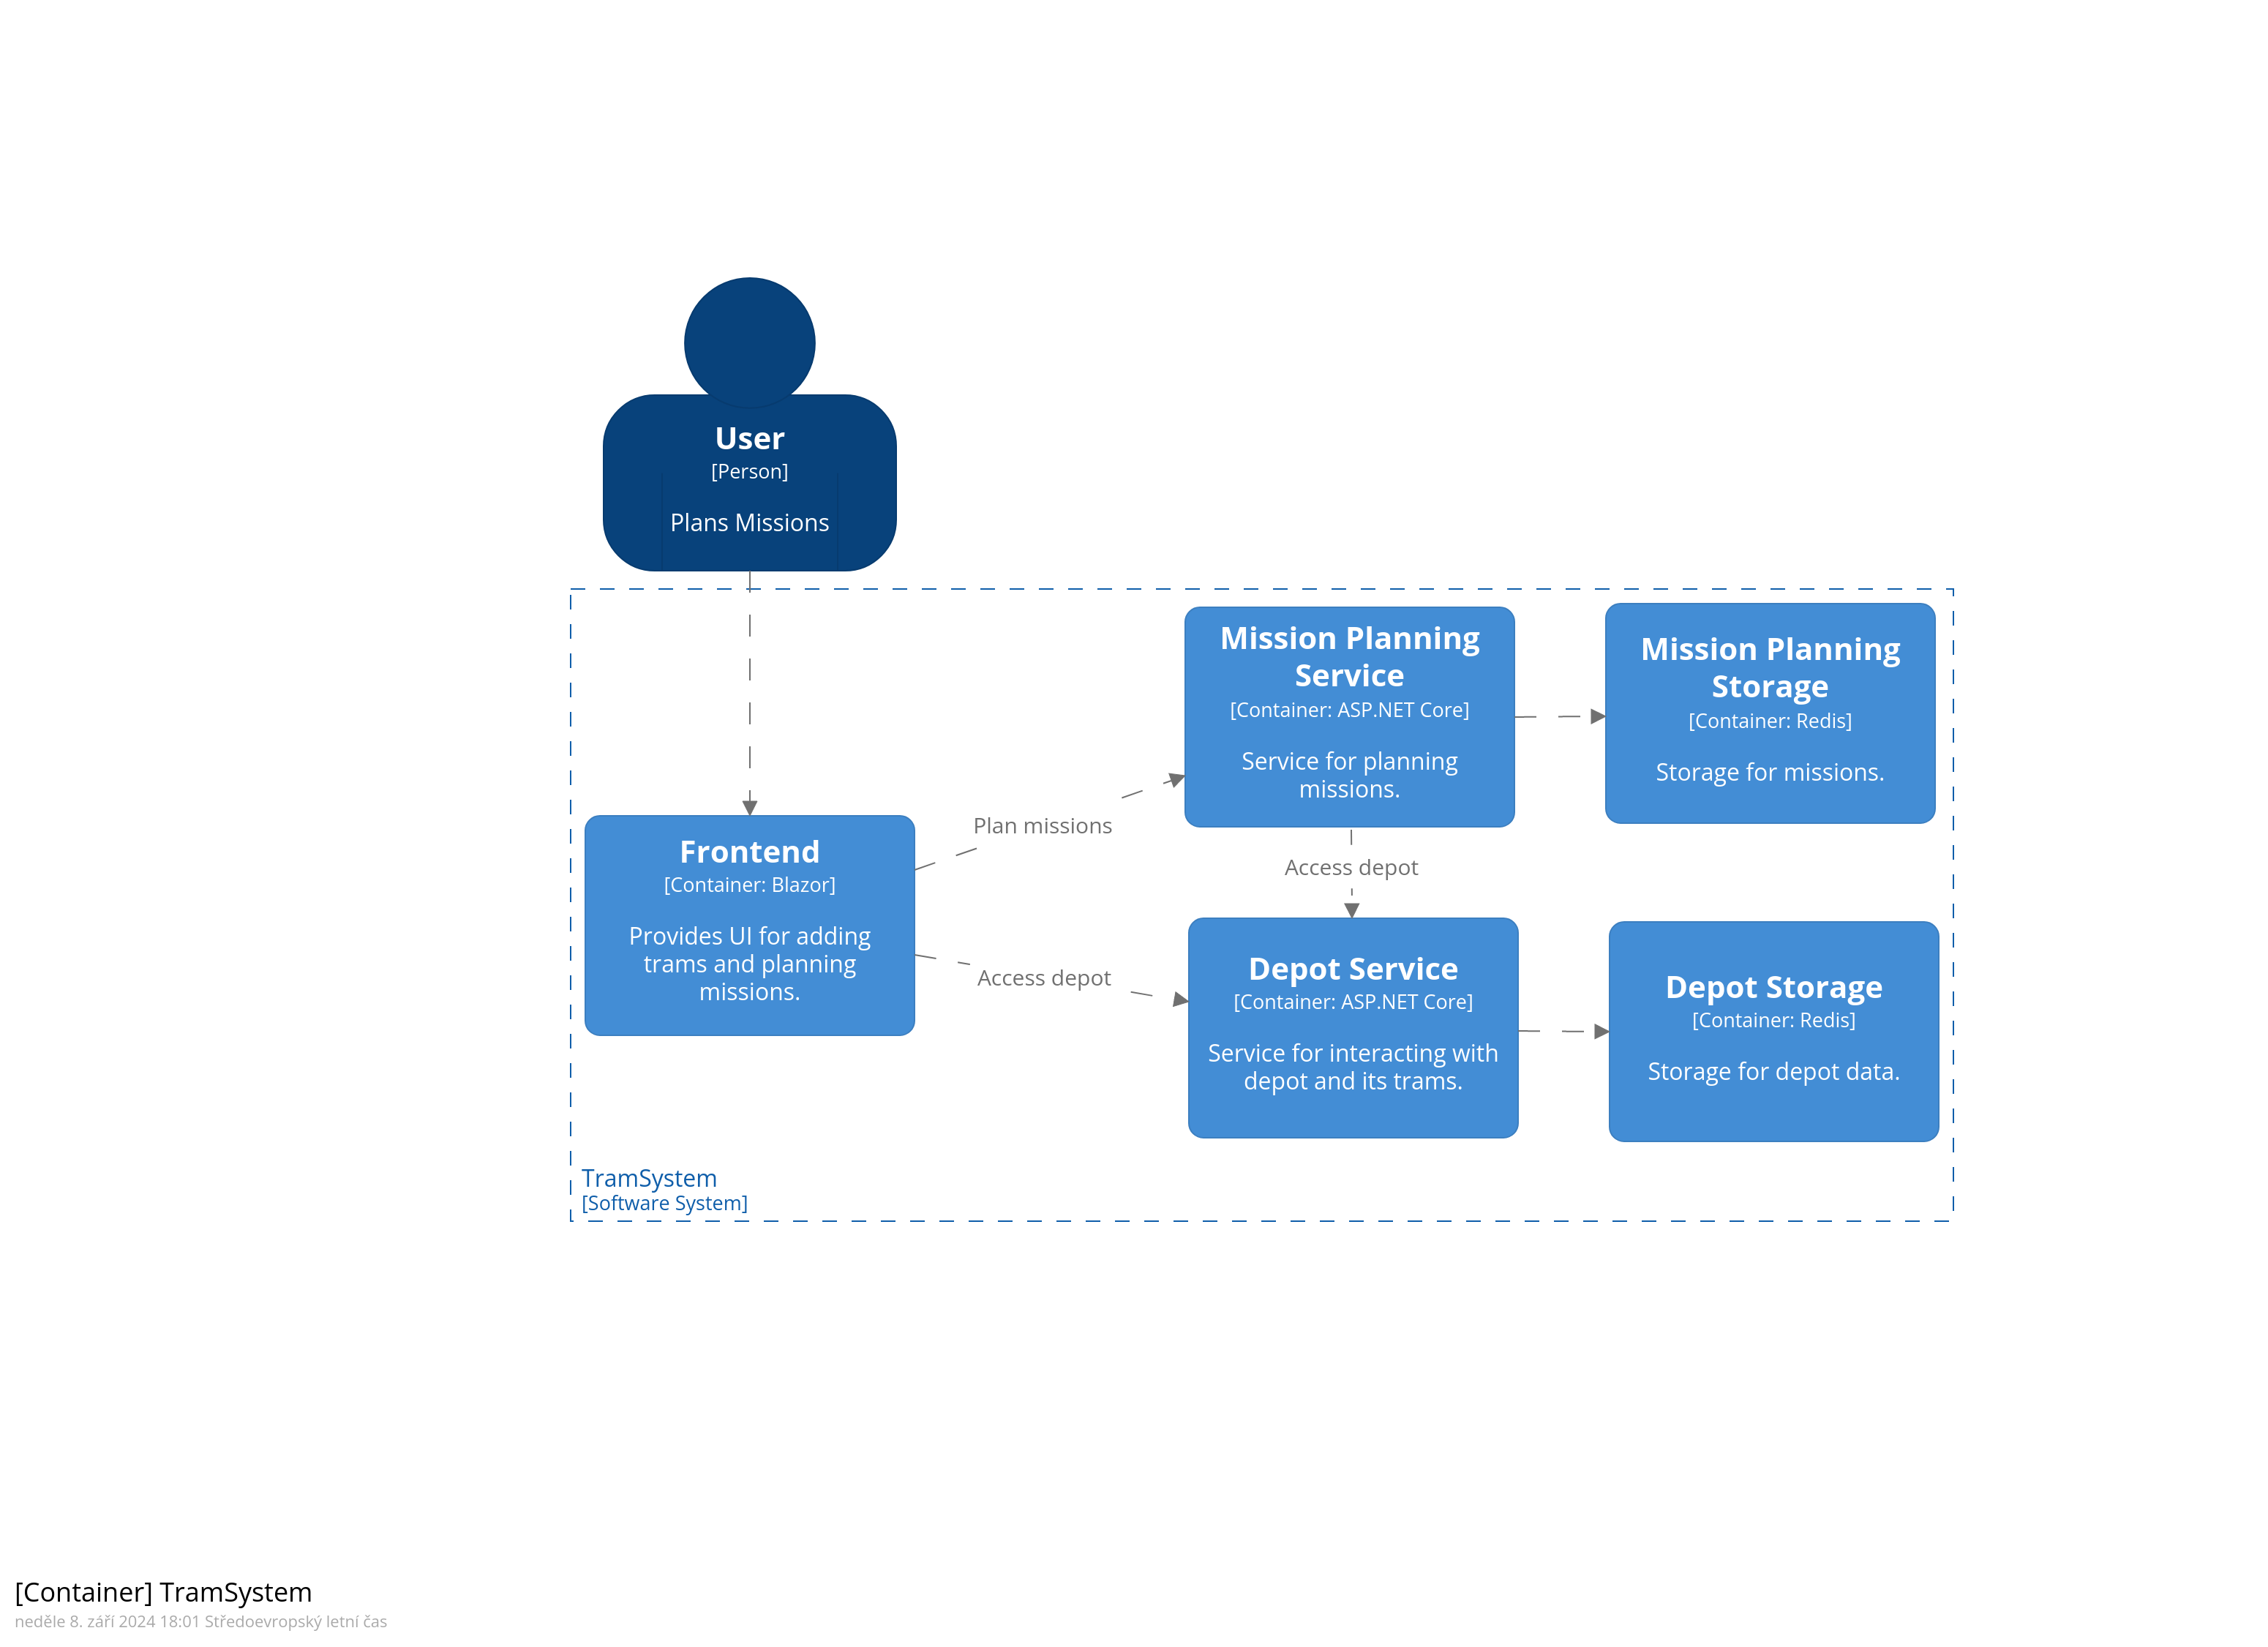 User
[Person]
Plans Missions
Mission Planning
Service
[Container: ASP.NET Core]
Service for planning
missions.
Mission Planning
Storage
[Container: Redis]
Storage for missions.
Plan missions
Access depot
Frontend
[Container: Blazor]
Provides UI for adding
trams and planning
missions.
Access depot
Depot Service
[Container: ASP.NET Core]
Service for interacting with
depot and its trams.
Depot Storage
[Container: Redis]
Storage for depot data.
TramSystem
[Software System]
[Container] TramSystem
neděle 8. září 2024 18:01 Středoevropský letní čas